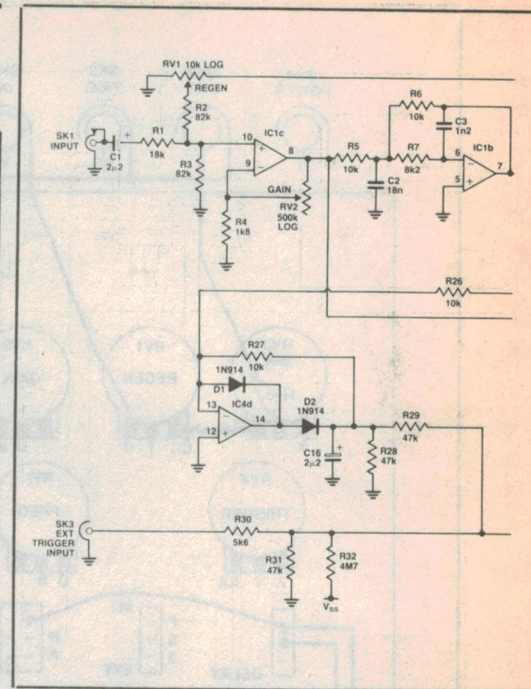 RV1 10k LOG
REGEN
R2
82k
SK1
INPUT
C1
2μ2
+
R1
18k
R3
82k
10
9
8
IC1c
+
−
GAIN
RV2
500k
LOG
R4
1k8
R5
10k
C2
18n
R6
10k
R7
8k2
C3
1n2
IC1b
6
5
7
−
+
R26
10k
R27
10k
1N914
D1
13
12
14
IC4d
−
+
D2
1N914
C16
2μ2
+
R28
47k
R29
47k
SK3
EXT
TRIGGER
INPUT
R30
5k6
R31
47k
R32
4M7
VSS